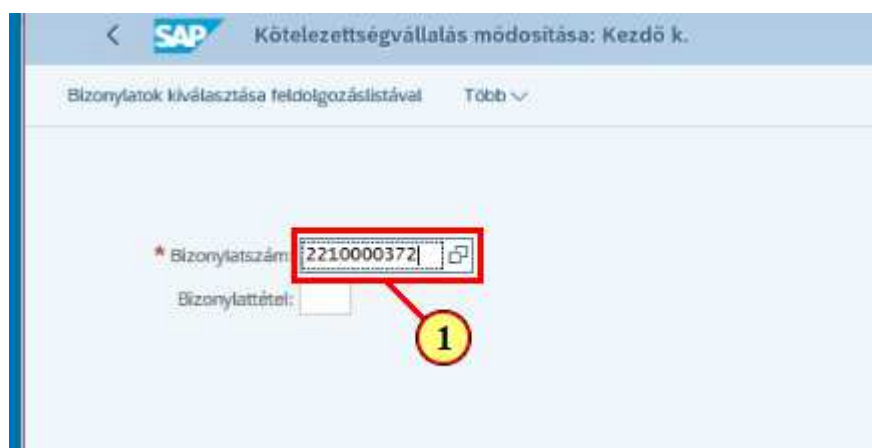 SAP Kötelezettségvállalás módosítása: Kezdő k.
Bizonylatok kiválasztása feldolgozáslistával Több
* Bizonylatszám: 2210000372
Bizonylattétel:
1